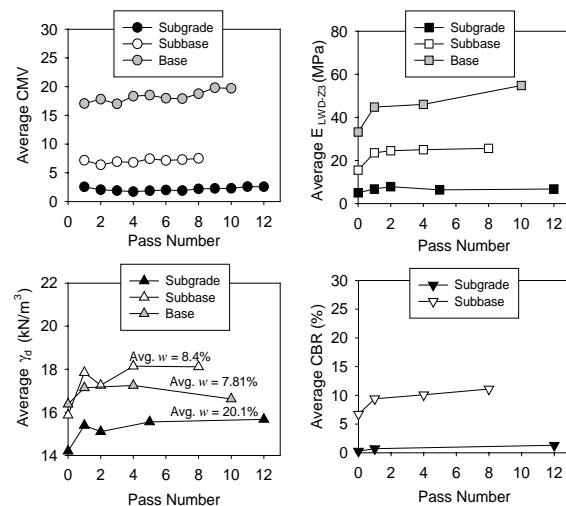 Average CMV
30
25
20
15
10
5
0
Subgrade
Subbase
Base
0 2 4 6 8 10 12
Pass Number
Average E_LWD-Z3 (MPa)
80
60
40
20
0
Subgrade
Subbase
Base
0 2 4 6 8 10 12
Pass Number
Average γd (kN/m³)
22
20
18
16
14
Subgrade
Subbase
Base
Avg. w = 8.4%
Avg. w = 7.81%
Avg. w = 20.1%
0 2 4 6 8 10 12
Pass Number
Average CBR (%)
30
25
20
15
10
5
0
Subgrade
Subbase
0 2 4 6 8 10 12
Pass Number